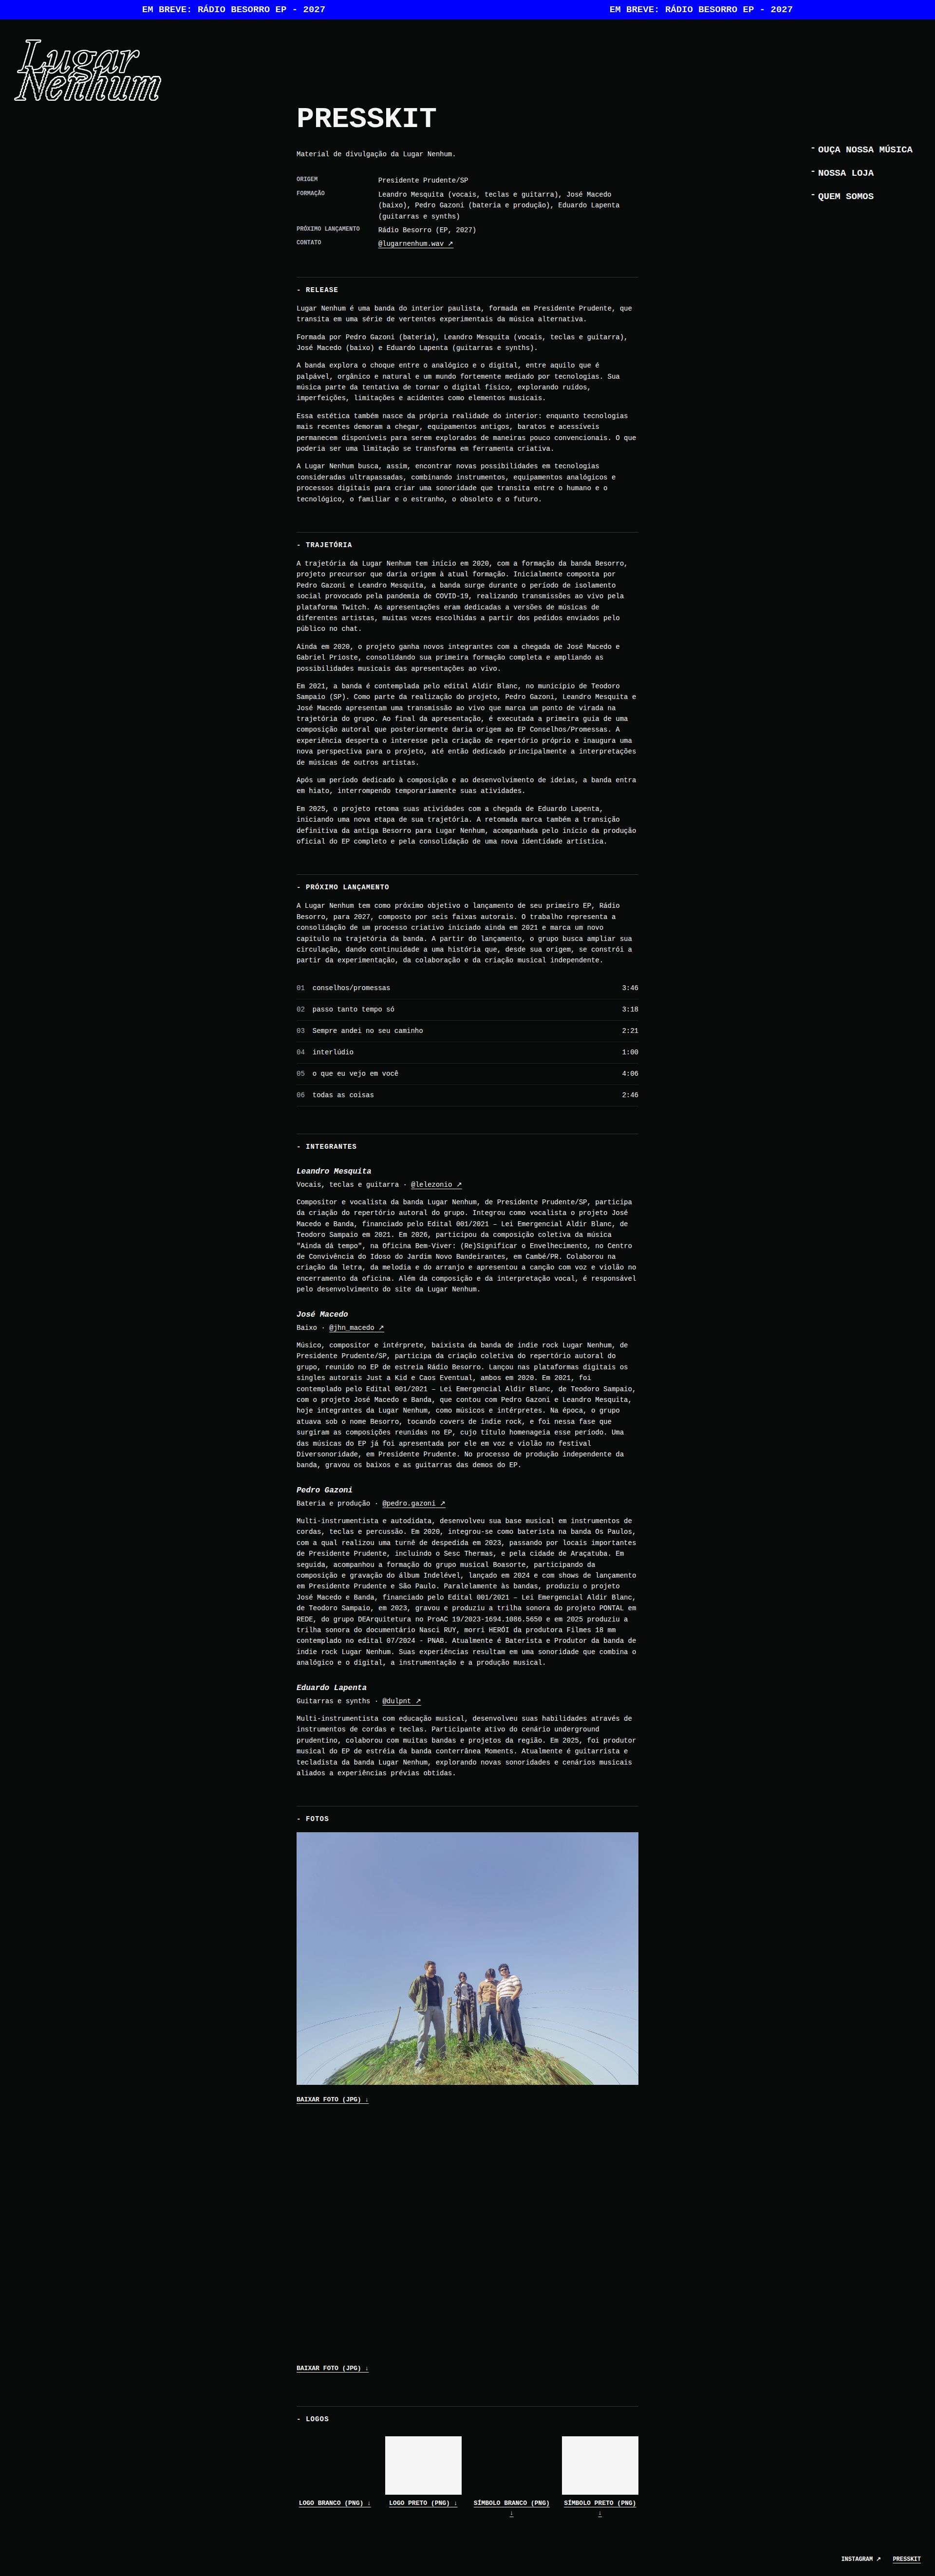 EM BREVE: RÁDIO BESORRO EP - 2027
EM BREVE: RÁDIO BESORRO EP - 2027
Lugar
Nenhum
PRESSKIT
Material de divulgação da Lugar Nenhum.
- OUÇA NOSSA MÚSICA
- NOSSA LOJA
- QUEM SOMOS
ORIGEM Presidente Prudente/SP
FORMAÇÃO Leandro Mesquita (vocais, teclas e guitarra), José Macedo
(baixo), Pedro Gazoni (bateria e produção), Eduardo Lapenta
(guitarras e synths)
PRÓXIMO LANÇAMENTO Rádio Besorro (EP, 2027)
CONTATO @lugarnenhum.wav ↗
- RELEASE
Lugar Nenhum é uma banda do interior paulista, formada em Presidente Prudente, que
transita em uma série de vertentes experimentais da música alternativa.
Formada por Pedro Gazoni (bateria), Leandro Mesquita (vocais, teclas e guitarra),
José Macedo (baixo) e Eduardo Lapenta (guitarras e synths).
A banda explora o choque entre o analógico e o digital, entre aquilo que é
palpável, orgânico e natural e um mundo fortemente mediado por tecnologias. Sua
música parte da tentativa de tornar o digital físico, explorando ruídos,
imperfeições, limitações e acidentes como elementos musicais.
Essa estética também nasce da própria realidade do interior: enquanto tecnologias
mais recentes demoram a chegar, equipamentos antigos, baratos e acessíveis
permanecem disponíveis para serem explorados de maneiras pouco convencionais. O que
poderia ser uma limitação se transforma em ferramenta criativa.
A Lugar Nenhum busca, assim, encontrar novas possibilidades em tecnologias
consideradas ultrapassadas, combinando instrumentos, equipamentos analógicos e
processos digitais para criar uma sonoridade que transita entre o humano e o
tecnológico, o familiar e o estranho, o obsoleto e o futuro.
- TRAJETÓRIA
A trajetória da Lugar Nenhum tem início em 2020, com a formação da banda Besorro,
projeto precursor que daria origem à atual formação. Inicialmente composta por
Pedro Gazoni e Leandro Mesquita, a banda surge durante o período de isolamento
social provocado pela pandemia de COVID-19, realizando transmissões ao vivo pela
plataforma Twitch. As apresentações eram dedicadas a versões de músicas de
diferentes artistas, muitas vezes escolhidas a partir dos pedidos enviados pelo
público no chat.
Ainda em 2020, o projeto ganha novos integrantes com a chegada de José Macedo e
Gabriel Prioste, consolidando sua primeira formação completa e ampliando as
possibilidades musicais das apresentações ao vivo.
Em 2021, a banda é contemplada pelo edital Aldir Blanc, no município de Teodoro
Sampaio (SP). Como parte da realização do projeto, Pedro Gazoni, Leandro Mesquita e
José Macedo apresentam uma transmissão ao vivo que marca um ponto de virada na
trajetória do grupo. Ao final da apresentação, é executada a primeira guia de uma
composição autoral que posteriormente daria origem ao EP Conselhos/Promessas. A
experiência desperta o interesse pela criação de repertório próprio e inaugura uma
nova perspectiva para o projeto, até então dedicado principalmente a interpretações
de músicas de outros artistas.
Após um período dedicado à composição e ao desenvolvimento de ideias, a banda entra
em hiato, interrompendo temporariamente suas atividades.
Em 2025, o projeto retoma suas atividades com a chegada de Eduardo Lapenta,
iniciando uma nova etapa de sua trajetória. A retomada marca também a transição
definitiva da antiga Besorro para Lugar Nenhum, acompanhada pelo início da produção
oficial do EP completo e pela consolidação de uma nova identidade artística.
- PRÓXIMO LANÇAMENTO
A Lugar Nenhum tem como próximo objetivo o lançamento de seu primeiro EP, Rádio
Besorro, para 2027, composto por seis faixas autorais. O trabalho representa a
consolidação de um processo criativo iniciado ainda em 2021 e marca um novo
capítulo na trajetória da banda. A partir do lançamento, o grupo busca ampliar sua
circulação, dando continuidade a uma história que, desde sua origem, se constrói a
partir da experimentação, da colaboração e da criação musical independente.
01 conselhos/promessas 3:46
02 passo tanto tempo só 3:18
03 Sempre andei no seu caminho 2:21
04 interlúdio 1:00
05 o que eu vejo em você 4:06
06 todas as coisas 2:46
- INTEGRANTES
Leandro Mesquita
Vocais, teclas e guitarra · @lelezonio ↗
Compositor e vocalista da banda Lugar Nenhum, de Presidente Prudente/SP, participa
da criação do repertório autoral do grupo. Integrou como vocalista o projeto José
Macedo e Banda, financiado pelo Edital 001/2021 – Lei Emergencial Aldir Blanc, de
Teodoro Sampaio em 2021. Em 2026, participou da composição coletiva da música
"Ainda dá tempo", na Oficina Bem-Viver: (Re)Significar o Envelhecimento, no Centro
de Convivência do Idoso do Jardim Novo Bandeirantes, em Cambé/PR. Colaborou na
criação da letra, da melodia e do arranjo e apresentou a canção com voz e violão no
encerramento da oficina. Além da composição e da interpretação vocal, é responsável
pelo desenvolvimento do site da Lugar Nenhum.
José Macedo
Baixo · @jhn_macedo ↗
Músico, compositor e intérprete, baixista da banda de indie rock Lugar Nenhum, de
Presidente Prudente/SP, participa da criação coletiva do repertório autoral do
grupo, reunido no EP de estreia Rádio Besorro. Lançou nas plataformas digitais os
singles autorais Just a Kid e Caos Eventual, ambos em 2020. Em 2021, foi
contemplado pelo Edital 001/2021 – Lei Emergencial Aldir Blanc, de Teodoro Sampaio,
com o projeto José Macedo e Banda, que contou com Pedro Gazoni e Leandro Mesquita,
hoje integrantes da Lugar Nenhum, como músicos e intérpretes. Na época, o grupo
atuava sob o nome Besorro, tocando covers de indie rock, e foi nessa fase que
surgiram as composições reunidas no EP, cujo título homenageia esse período. Uma
das músicas do EP já foi apresentada por ele em voz e violão no festival
Diversonoridade, em Presidente Prudente. No processo de produção independente da
banda, gravou os baixos e as guitarras das demos do EP.
Pedro Gazoni
Bateria e produção · @pedro.gazoni ↗
Multi-instrumentista e autodidata, desenvolveu sua base musical em instrumentos de
cordas, teclas e percussão. Em 2020, integrou-se como baterista na banda Os Paulos,
com a qual realizou uma turnê de despedida em 2023, passando por locais importantes
de Presidente Prudente, incluindo o Sesc Thermas, e pela cidade de Araçatuba. Em
seguida, acompanhou a formação do grupo musical Boasorte, participando da
composição e gravação do álbum Indelével, lançado em 2024 e com shows de lançamento
em Presidente Prudente e São Paulo. Paralelamente às bandas, produziu o projeto
José Macedo e Banda, financiado pelo Edital 001/2021 – Lei Emergencial Aldir Blanc,
de Teodoro Sampaio, em 2023, gravou e produziu a trilha sonora do projeto PONTAL em
REDE, do grupo DEArquitetura no ProAC 19/2023-1694.1086.5650 e em 2025 produziu a
trilha sonora do documentário Nasci RUY, morri HERÓI da produtora Filmes 18 mm
contemplado no edital 07/2024 - PNAB. Atualmente é Baterista e Produtor da banda de
indie rock Lugar Nenhum. Suas experiências resultam em uma sonoridade que combina o
analógico e o digital, a instrumentação e a produção musical.
Eduardo Lapenta
Guitarras e synths · @dulpnt ↗
Multi-instrumentista com educação musical, desenvolveu suas habilidades através de
instrumentos de cordas e teclas. Participante ativo do cenário underground
prudentino, colaborou com muitas bandas e projetos da região. Em 2025, foi produtor
musical do EP de estréia da banda conterrânea Moments. Atualmente é guitarrista e
tecladista da banda Lugar Nenhum, explorando novas sonoridades e cenários musicais
aliados a experiências prévias obtidas.
- FOTOS
BAIXAR FOTO (JPG) ↓
BAIXAR FOTO (JPG) ↓
- LOGOS
LOGO BRANCO (PNG) ↓
LOGO PRETO (PNG) ↓
SÍMBOLO BRANCO (PNG)
↓
SÍMBOLO PRETO (PNG)
↓
INSTAGRAM ↗ PRESSKIT